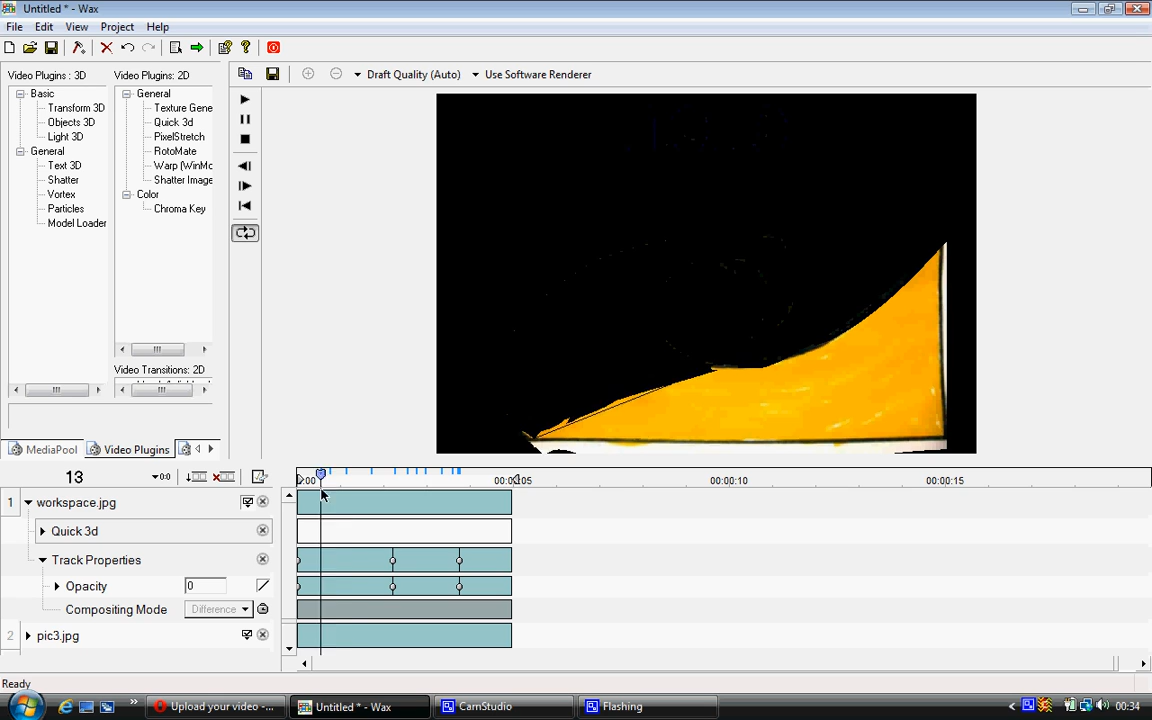 Untitled * - Wax
File Edit View Project Help
Video Plugins : 3D
Video Plugins: 2D
Draft Quality (Auto)
Use Software Renderer
Basic
Transform 3D
Objects 3D
Light 3D
General
Text 3D
Shatter
Vortex
Particles
Model Loader
General
Texture Gene
Quick 3d
PixelStretch
RotoMate
Warp (WinMo
Shatter Image
Color
Chroma Key
Video Transitions: 2D
MediaPool
Video Plugins
13
0:00
00:00:10
00:00:15
1 workspace.jpg
Quick 3d
Track Properties
Opacity 0
Compositing Mode Difference
2 pic3.jpg
Ready
Upload your video -...
Untitled * - Wax
CamStudio
Flashing
00:34